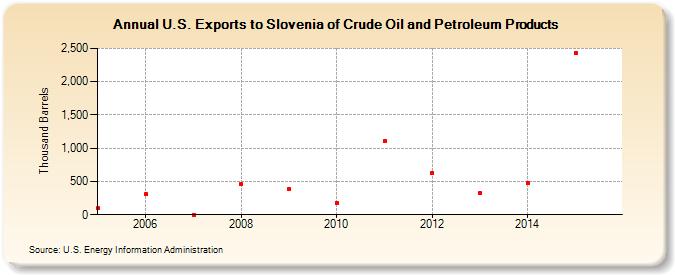 Annual U.S. Exports to Slovenia of Crude Oil and Petroleum Products
Thousand Barrels
2,500
2,000
1,500
1,000
500
0
2006 2008 2010 2012 2014
Source: U.S. Energy Information Administration